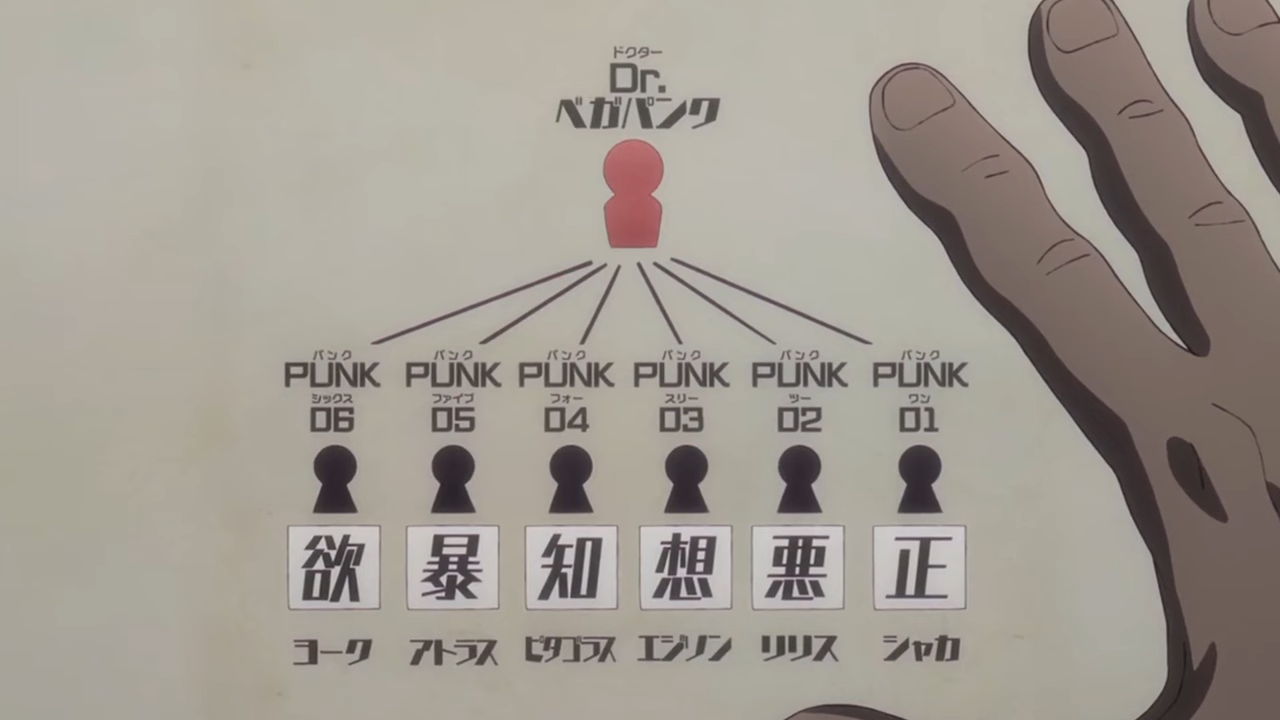 ドクター
Dr.
ベガパンク
パンク パンク パンク パンク パンク パンク
PUNK PUNK PUNK PUNK PUNK PUNK
シックス ファイブ フォー スリー ツー ワン
06 05 04 03 02 01
欲 暴 知 想 悪 正
ヨーク アトラス ピタゴラス エジソン リリス シャカ